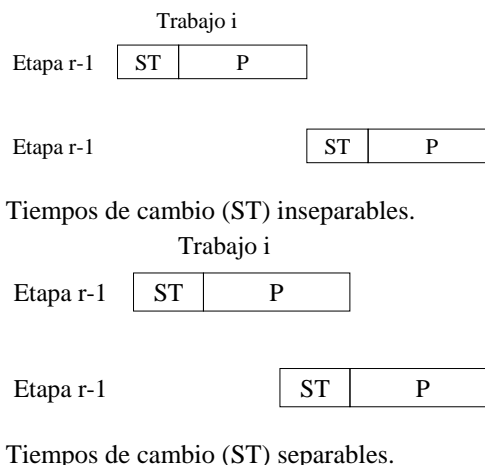 Trabajo i
Etapa r-1 ST P
Etapa r-1 ST P
Tiempos de cambio (ST) inseparables.
Trabajo i
Etapa r-1 ST P
Etapa r-1 ST P
Tiempos de cambio (ST) separables.